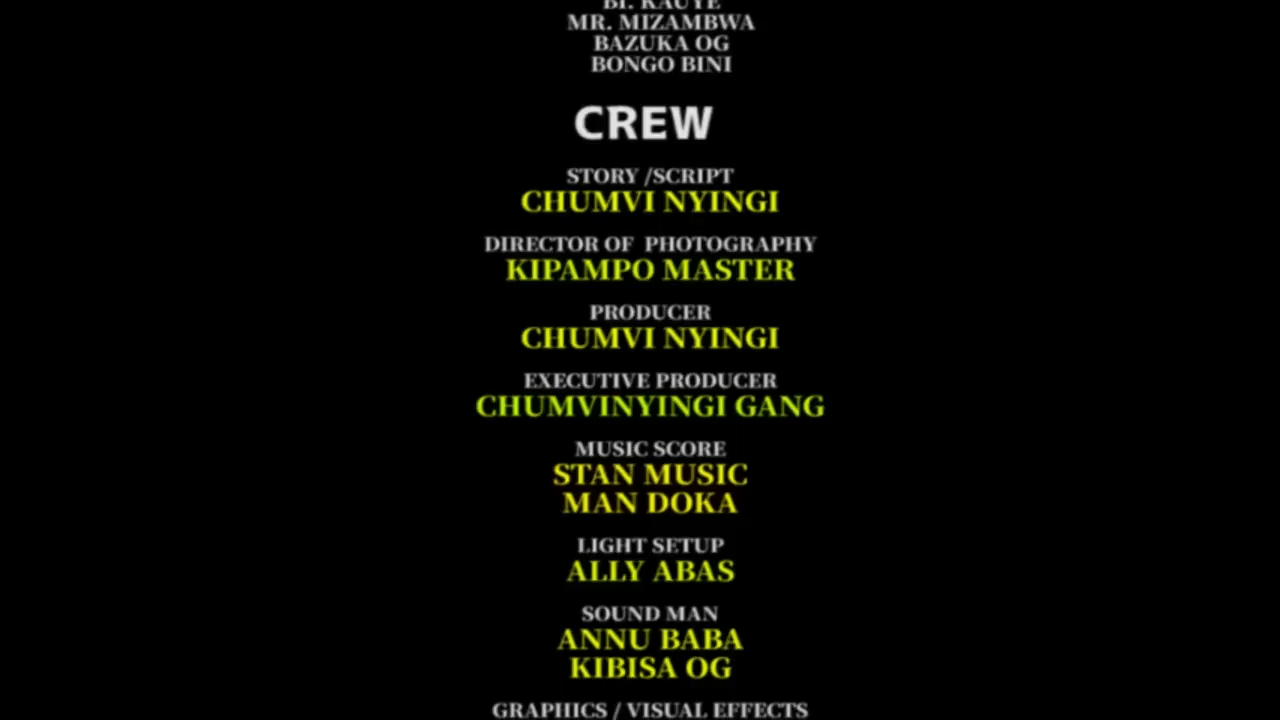 BI. KAUYE
MR. MIZAMBWA
BAZUKA OG
BONGO BINI
CREW
STORY /SCRIPT
CHUMVI NYINGI
DIRECTOR OF PHOTOGRAPHY
KIPAMPO MASTER
PRODUCER
CHUMVI NYINGI
EXECUTIVE PRODUCER
CHUMVINYINGI GANG
MUSIC SCORE
STAN MUSIC
MAN DOKA
LIGHT SETUP
ALLY ABAS
SOUND MAN
ANNU BABA
KIBISA OG
GRAPHICS / VISUAL EFFECTS